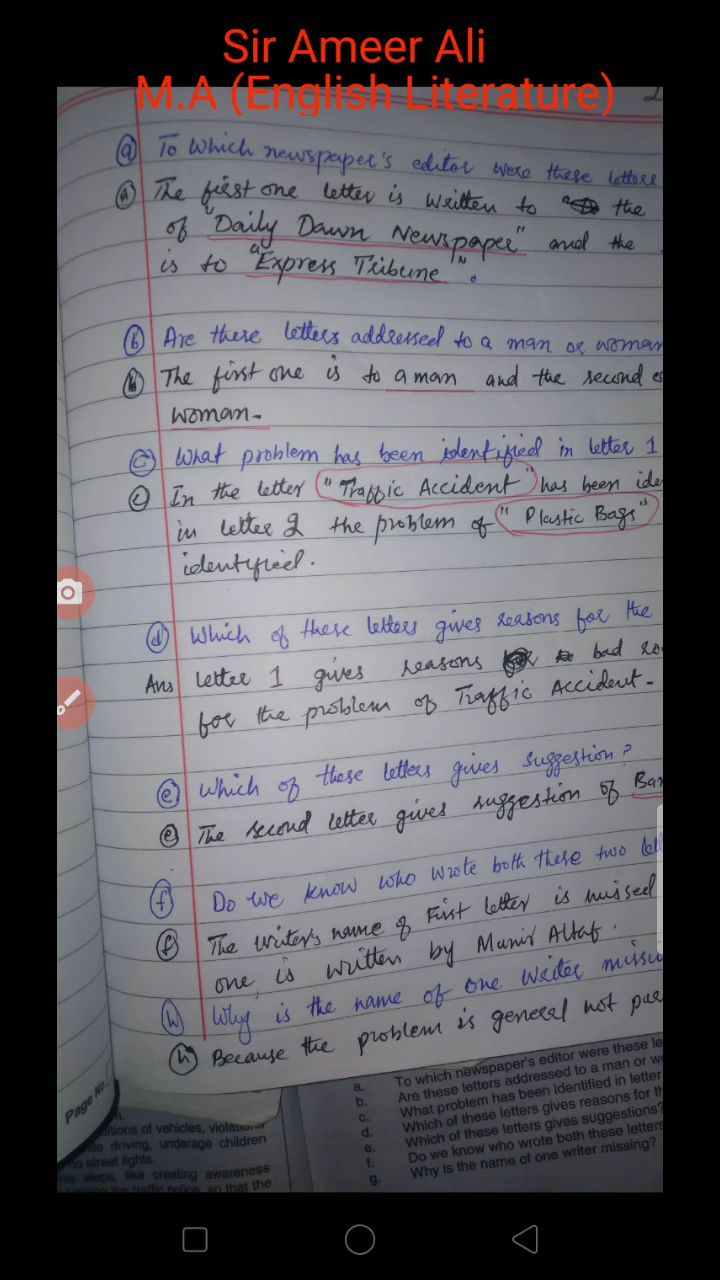 Sir Ameer Ali
M.A (English Literature)
(a) To which newspaper's editor were these letters
(a) The first one letter is written to the
of "Daily Dawn Newspaper" and the
is to "Express Tribune".
(b) Are these letters addressed to a man or woman
(b) The first one is to a man and the second
woman-
(c) What problem has been identified in letter 1
(c) In the letter "Traffic Accident" has been ide
in letter 2 the problem of "Plastic Bags"
identified.
(d) Which of these letters gives reasons for the
Ans Letter 1 gives reasons bad
for the problem of Traffic Accident-
(e) Which of these letters gives suggestion?
(e) The second letter gives suggestion of Ban
(f) Do we know who wrote both these two
(f) The writer's name of First letter is missed
one is written by Munir Altaf.
(h) Why is the name of one writer
(h) Because the problem is general not
Page No.
a. To which newspaper's editor were these le
b. Are these letters addressed to a man or w
c. What problem has been identified in letter
d. Which of these letters gives reasons for th
e. Which of these letters gives suggestions?
f. Do we know who wrote both these letters
g. Why is the name of one writer missing?
ditions of vehicles,
driving, underage children
no street lights.
steps, like creating awareness
the traffic police, so that the